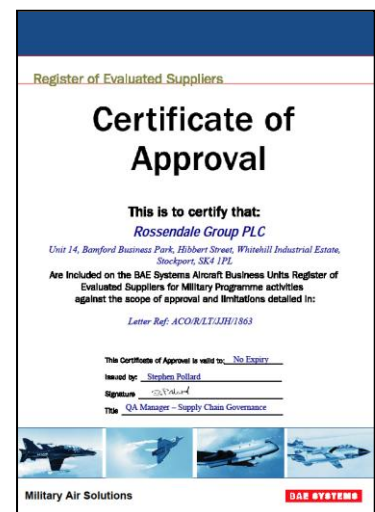 Register of Evaluated Suppliers
Certificate of
Approval
This is to certify that:
Rossendale Group PLC
Unit 14, Bamford Business Park, Hibbert Street, Whitehill Industrial Estate,
Stockport, SK4 1PL
Are included on the BAE Systems Aircraft Business Units Register of
Evaluated Suppliers for Military Programme activities
against the scope of approval and limitations detailed in:
Letter Ref: ACO/R/LT/JJH/1863
This Certificate of Approval is valid to: No Expiry
Issued by: Stephen Pollard
Signature S. Pollard
Title QA Manager – Supply Chain Governance
Military Air Solutions
BAE SYSTEMS